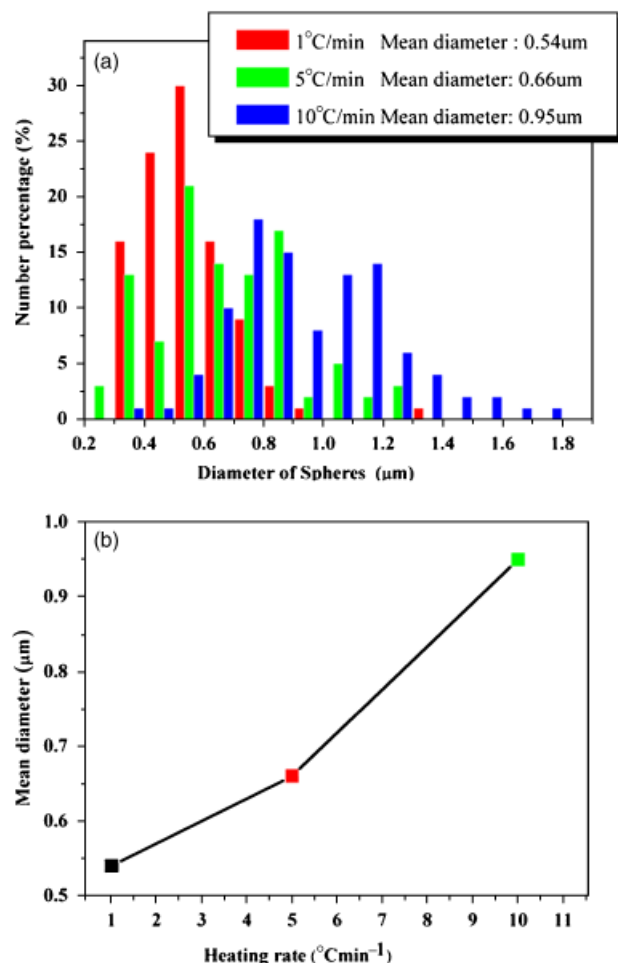 (a)
1°C/min Mean diameter : 0.54um
5°C/min Mean diameter: 0.66um
10°C/min Mean diameter: 0.95um
Number percentage (%)
30
25
20
15
10
5
0
0.2 0.4 0.6 0.8 1.0 1.2 1.4 1.6 1.8
Diameter of Spheres (μm)
(b)
Mean diameter (μm)
1.0
0.9
0.8
0.7
0.6
0.5
1 2 3 4 5 6 7 8 9 10 11
Heating rate (°Cmin⁻¹)